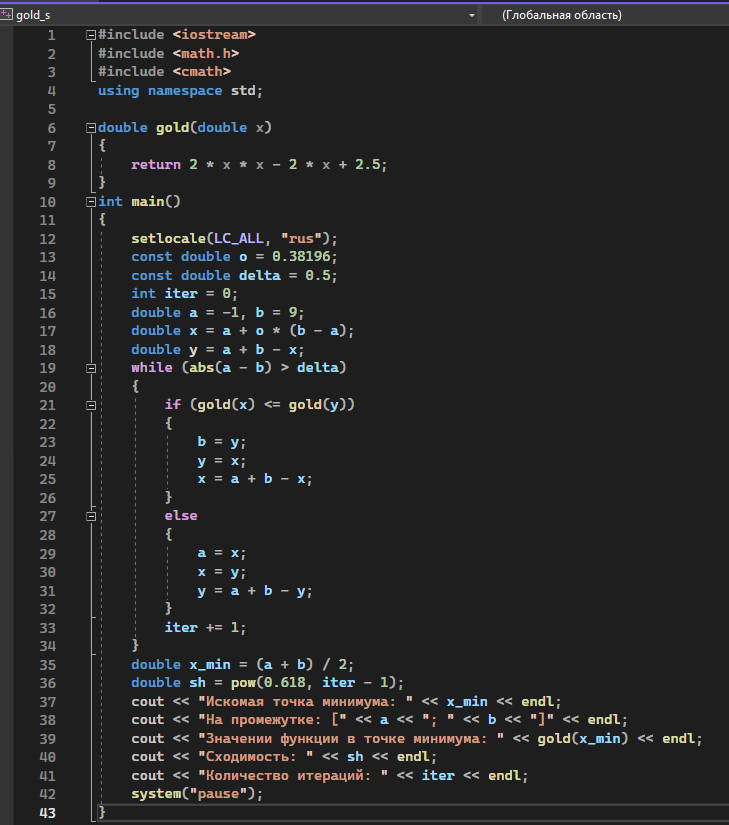 gold_s (Глобальная область)
1 #include <iostream>
2 #include <math.h>
3 #include <cmath>
4 using namespace std;
5
6 double gold(double x)
7 {
8 return 2 * x * x - 2 * x + 2.5;
9 }
10 int main()
11 {
12 setlocale(LC_ALL, "rus");
13 const double o = 0.38196;
14 const double delta = 0.5;
15 int iter = 0;
16 double a = -1, b = 9;
17 double x = a + o * (b - a);
18 double y = a + b - x;
19 while (abs(a - b) > delta)
20 {
21 if (gold(x) <= gold(y))
22 {
23 b = y;
24 y = x;
25 x = a + b - x;
26 }
27 else
28 {
29 a = x;
30 x = y;
31 y = a + b - y;
32 }
33 iter += 1;
34 }
35 double x_min = (a + b) / 2;
36 double sh = pow(0.618, iter - 1);
37 cout << "Искомая точка минимума: " << x_min << endl;
38 cout << "На промежутке: [" << a << "; " << b << "]" << endl;
39 cout << "Значении функции в точке минимума: " << gold(x_min) << endl;
40 cout << "Сходимость: " << sh << endl;
41 cout << "Количество итераций: " << iter << endl;
42 system("pause");
43 }